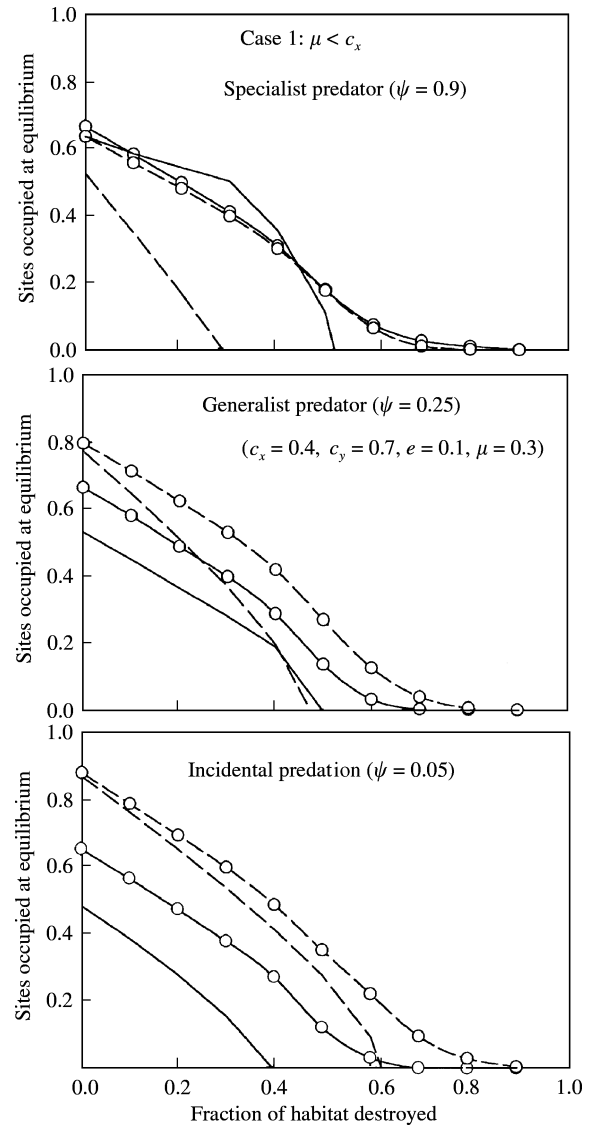 1.0
Case 1: μ < cₓ
0.8
Specialist predator (ψ = 0.9)
0.6
0.4
0.2
0.0
Sites occupied at equilibrium
1.0
Generalist predator (ψ = 0.25)
0.8
(cₓ = 0.4, c_y = 0.7, e = 0.1, μ = 0.3)
0.6
0.4
0.2
0.0
Sites occupied at equilibrium
1.0
Incidental predation (ψ = 0.05)
0.8
0.6
0.4
0.2
Sites occupied at equilibrium
0.0 0.2 0.4 0.6 0.8 1.0
Fraction of habitat destroyed